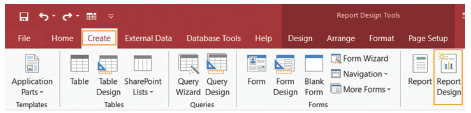 Report Design Tools
File Home Create External Data Database Tools Help Design Arrange Format Page Setup
Form Wizard
Navigation
More Forms
Application Parts
Table
Table Design
SharePoint Lists
Query Wizard
Query Design
Form
Form Design
Blank Form
Report
Report Design
Templates Tables Queries Forms